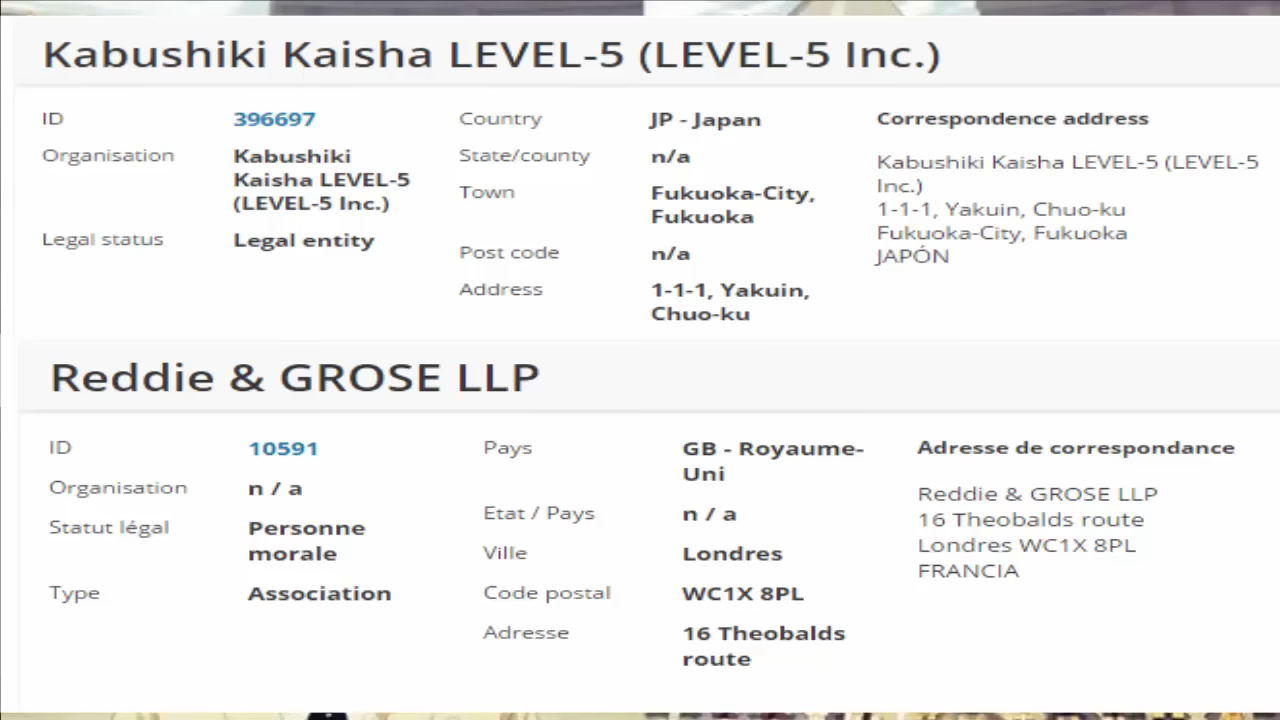 Kabushiki Kaisha LEVEL-5 (LEVEL-5 Inc.)
ID
396697
Organisation
Kabushiki
Kaisha LEVEL-5
(LEVEL-5 Inc.)
Legal status
Legal entity
Country
JP - Japan
State/county
n/a
Town
Fukuoka-City,
Fukuoka
Post code
n/a
Address
1-1-1, Yakuin,
Chuo-ku
Correspondence address
Kabushiki Kaisha LEVEL-5 (LEVEL-5
Inc.)
1-1-1, Yakuin, Chuo-ku
Fukuoka-City, Fukuoka
JAPÓN
Reddie & GROSE LLP
ID
10591
Organisation
n / a
Statut légal
Personne
morale
Type
Association
Pays
GB - Royaume-
Uni
Etat / Pays
n / a
Ville
Londres
Code postal
WC1X 8PL
Adresse
16 Theobalds
route
Adresse de correspondance
Reddie & GROSE LLP
16 Theobalds route
Londres WC1X 8PL
FRANCIA